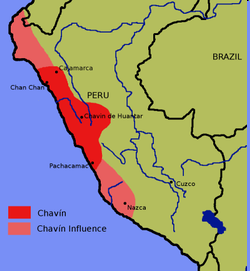 BRAZIL
Cajamarca
Chan Chan
PERU
Chavín de Huantar
Pachacamac
Cuzco
Nazca
Chavín
Chavín Influence